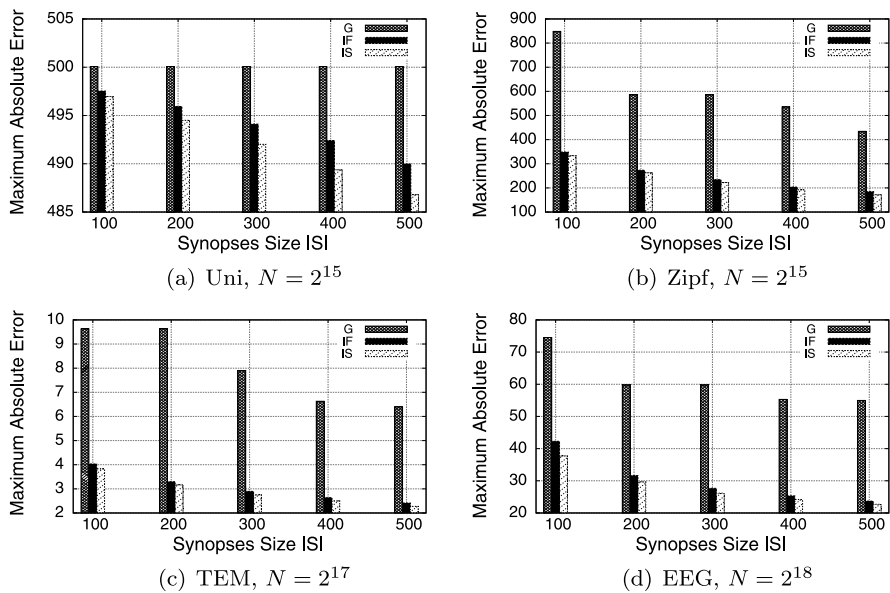 505
500
495
490
485
Maximum Absolute Error
G
IF
IS
100 200 300 400 500
Synopses Size ISI
(a) Uni, N = 2^15
900
800
700
600
500
400
300
200
100
Maximum Absolute Error
G
IF
IS
100 200 300 400 500
Synopses Size ISI
(b) Zipf, N = 2^15
10
9
8
7
6
5
4
3
2
Maximum Absolute Error
G
IF
IS
100 200 300 400 500
Synopses Size ISI
(c) TEM, N = 2^17
80
70
60
50
40
30
20
Maximum Absolute Error
G
IF
IS
100 200 300 400 500
Synopses Size ISI
(d) EEG, N = 2^18